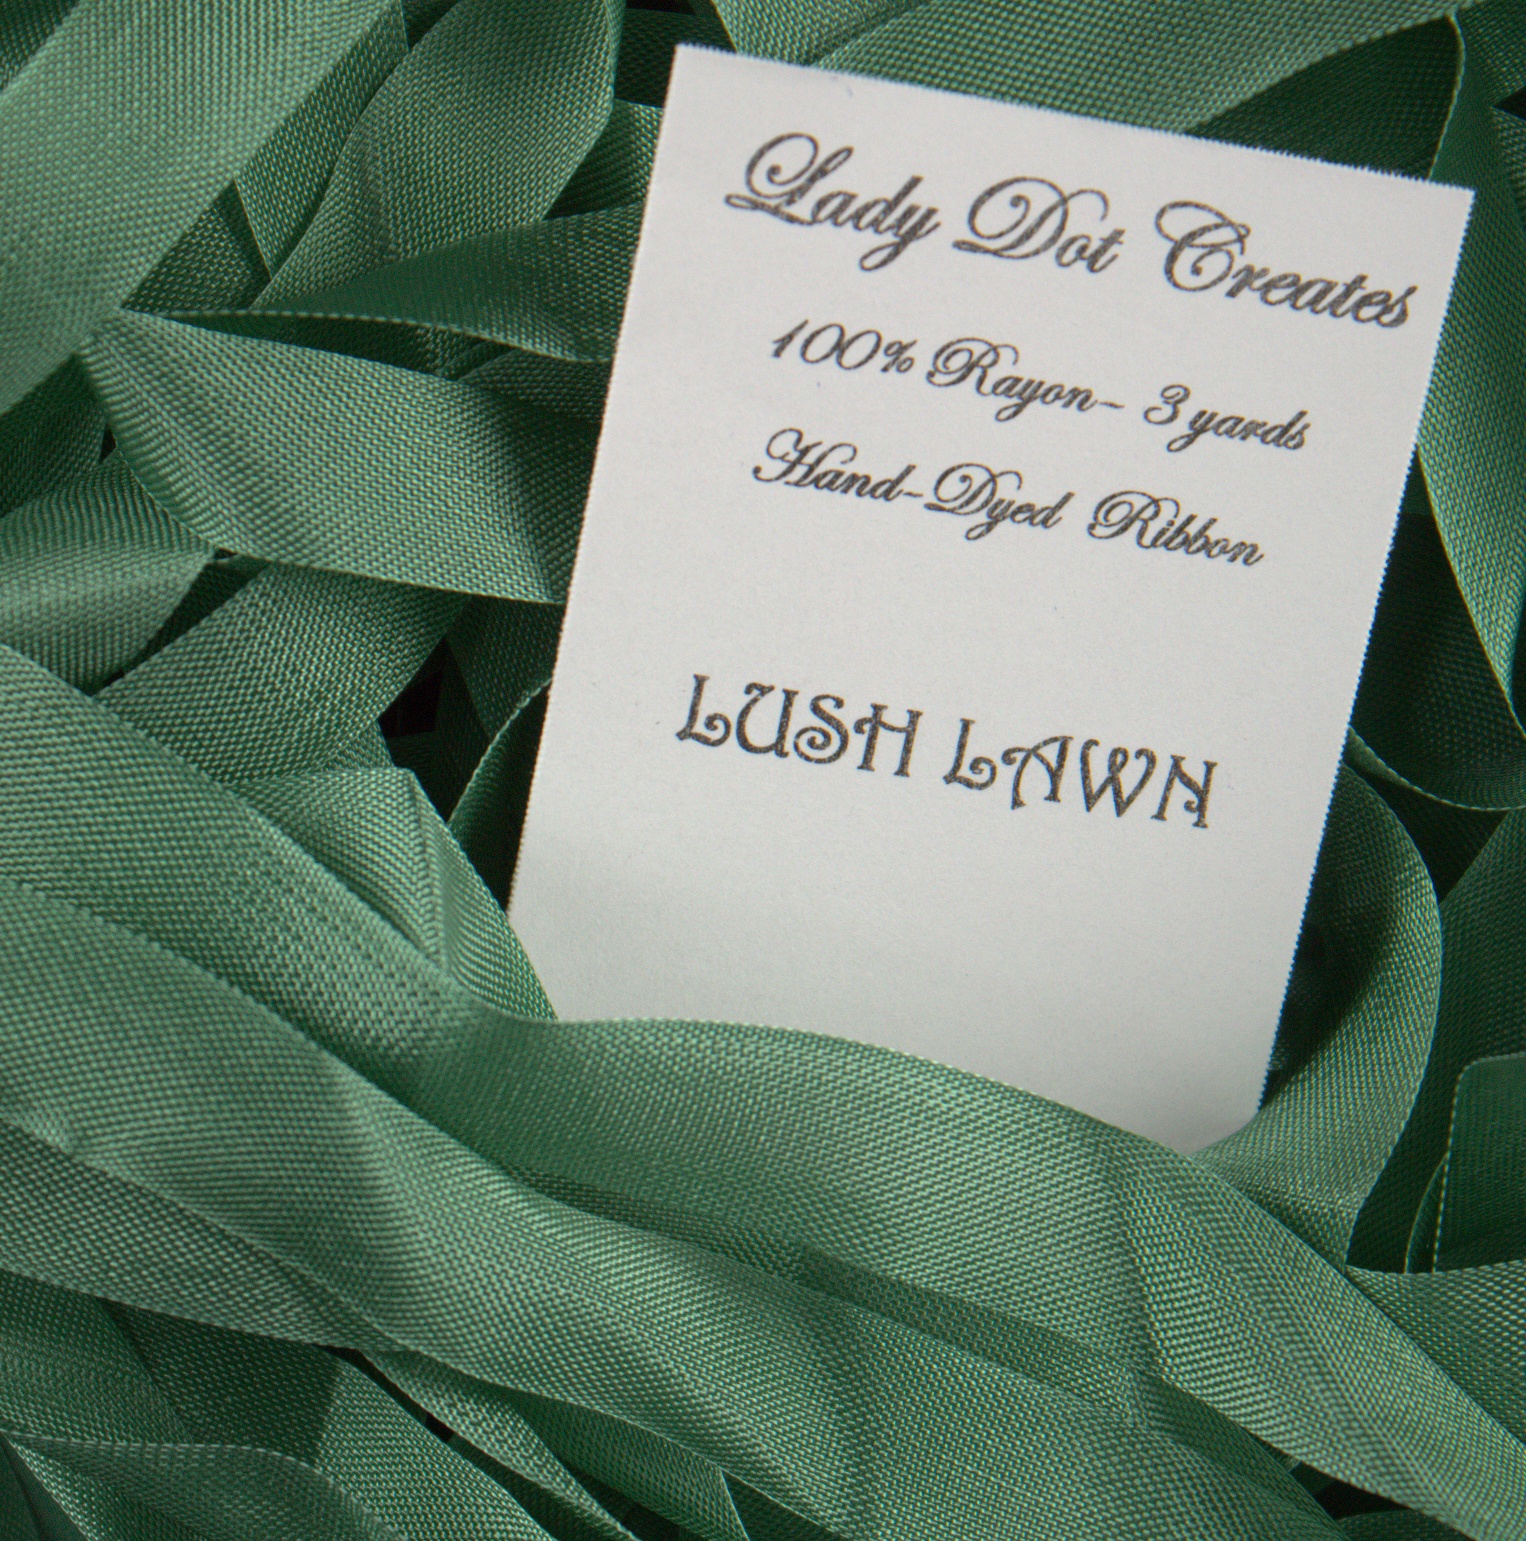 Lady Dot Creates
100% Rayon- 3 yards
Hand-Dyed Ribbon
LUSH LAWN